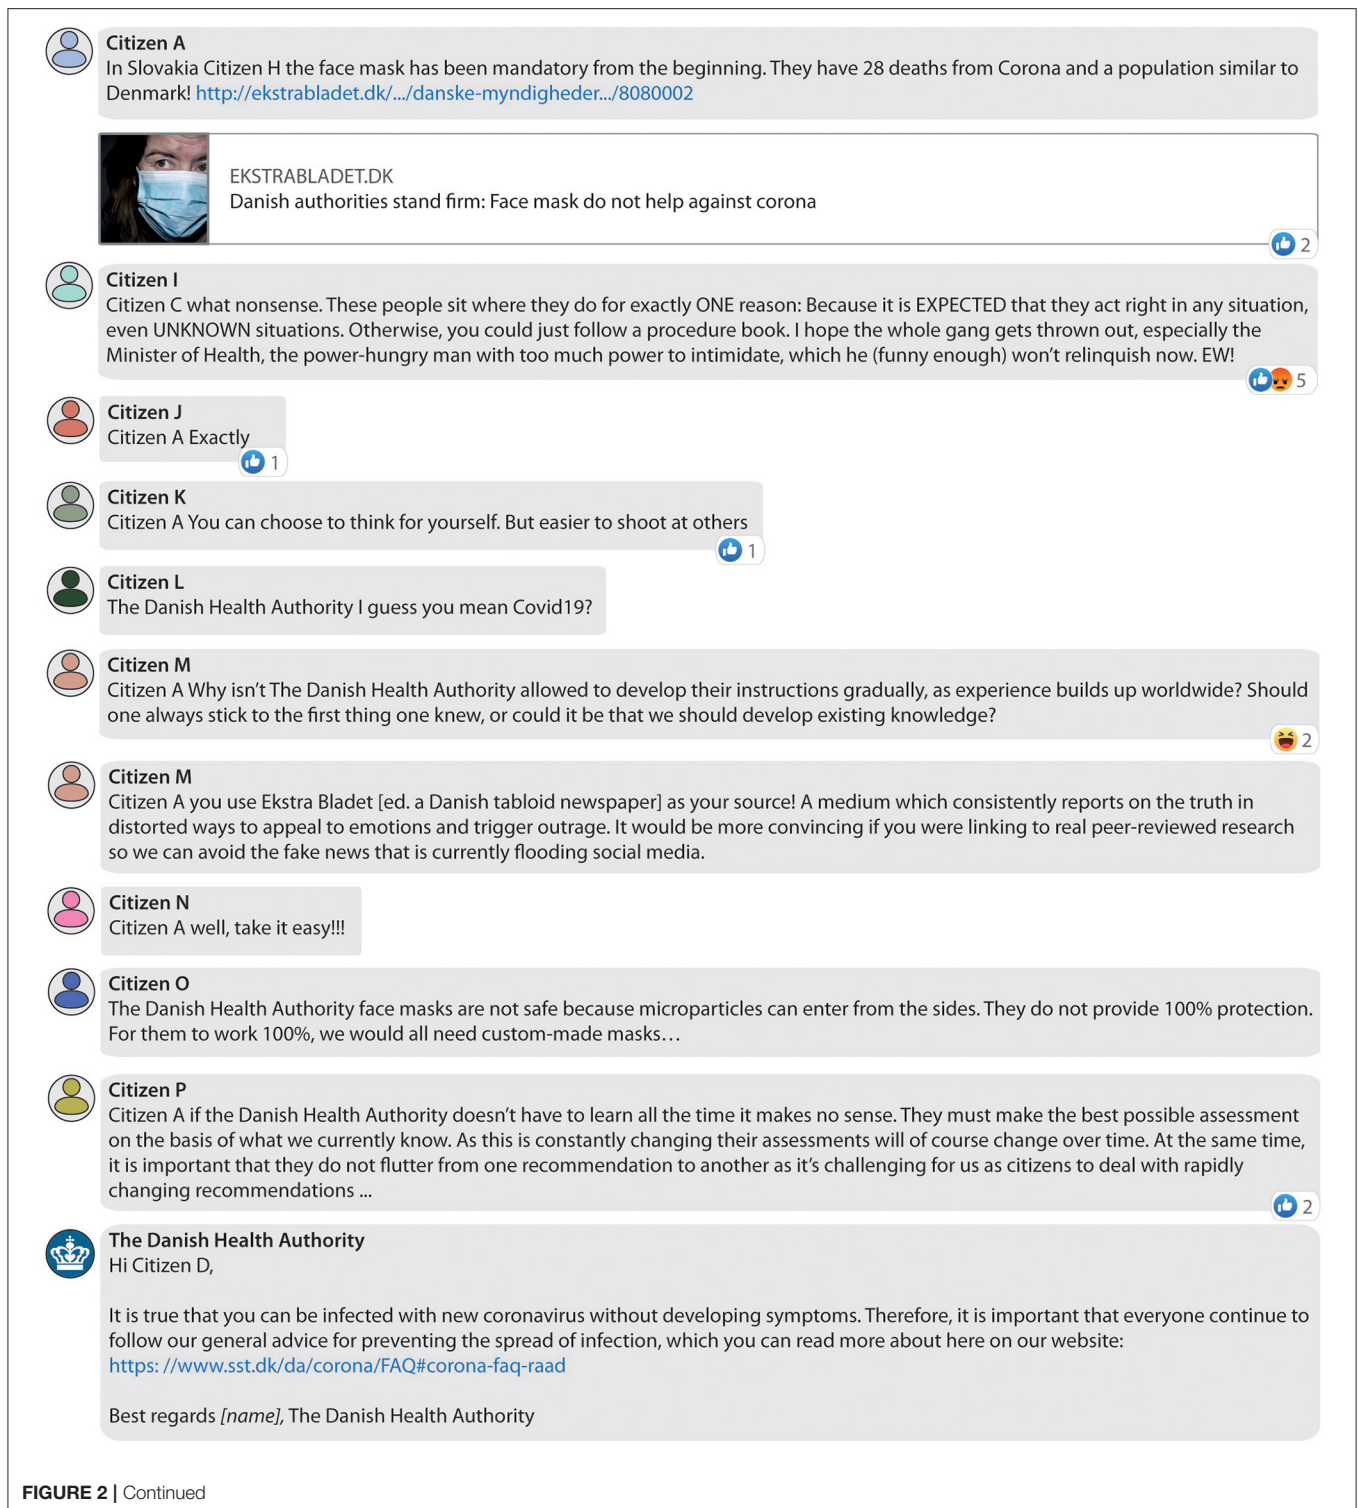 Citizen A
In Slovakia Citizen H the face mask has been mandatory from the beginning. They have 28 deaths from Corona and a population similar to
Denmark! http://ekstrabladet.dk/.../danske-myndigheder.../8080002
EKSTRABLADET.DK
Danish authorities stand firm: Face mask do not help against corona
2
Citizen I
Citizen C what nonsense. These people sit where they do for exactly ONE reason: Because it is EXPECTED that they act right in any situation,
even UNKNOWN situations. Otherwise, you could just follow a procedure book. I hope the whole gang gets thrown out, especially the
Minister of Health, the power-hungry man with too much power to intimidate, which he (funny enough) won't relinquish now. EW!
5
Citizen J
Citizen A Exactly
1
Citizen K
Citizen A You can choose to think for yourself. But easier to shoot at others
1
Citizen L
The Danish Health Authority I guess you mean Covid19?
Citizen M
Citizen A Why isn't The Danish Health Authority allowed to develop their instructions gradually, as experience builds up worldwide? Should
one always stick to the first thing one knew, or could it be that we should develop existing knowledge?
2
Citizen M
Citizen A you use Ekstra Bladet [ed. a Danish tabloid newspaper] as your source! A medium which consistently reports on the truth in
distorted ways to appeal to emotions and trigger outrage. It would be more convincing if you were linking to real peer-reviewed research
so we can avoid the fake news that is currently flooding social media.
Citizen N
Citizen A well, take it easy!!!
Citizen O
The Danish Health Authority face masks are not safe because microparticles can enter from the sides. They do not provide 100% protection.
For them to work 100%, we would all need custom-made masks…
Citizen P
Citizen A if the Danish Health Authority doesn't have to learn all the time it makes no sense. They must make the best possible assessment
on the basis of what we currently know. As this is constantly changing their assessments will of course change over time. At the same time,
it is important that they do not flutter from one recommendation to another as it's challenging for us as citizens to deal with rapidly
changing recommendations ...
2
The Danish Health Authority
Hi Citizen D,
It is true that you can be infected with new coronavirus without developing symptoms. Therefore, it is important that everyone continue to
follow our general advice for preventing the spread of infection, which you can read more about here on our website:
https: //www.sst.dk/da/corona/FAQ#corona-faq-raad
Best regards [name], The Danish Health Authority
FIGURE 2 | Continued